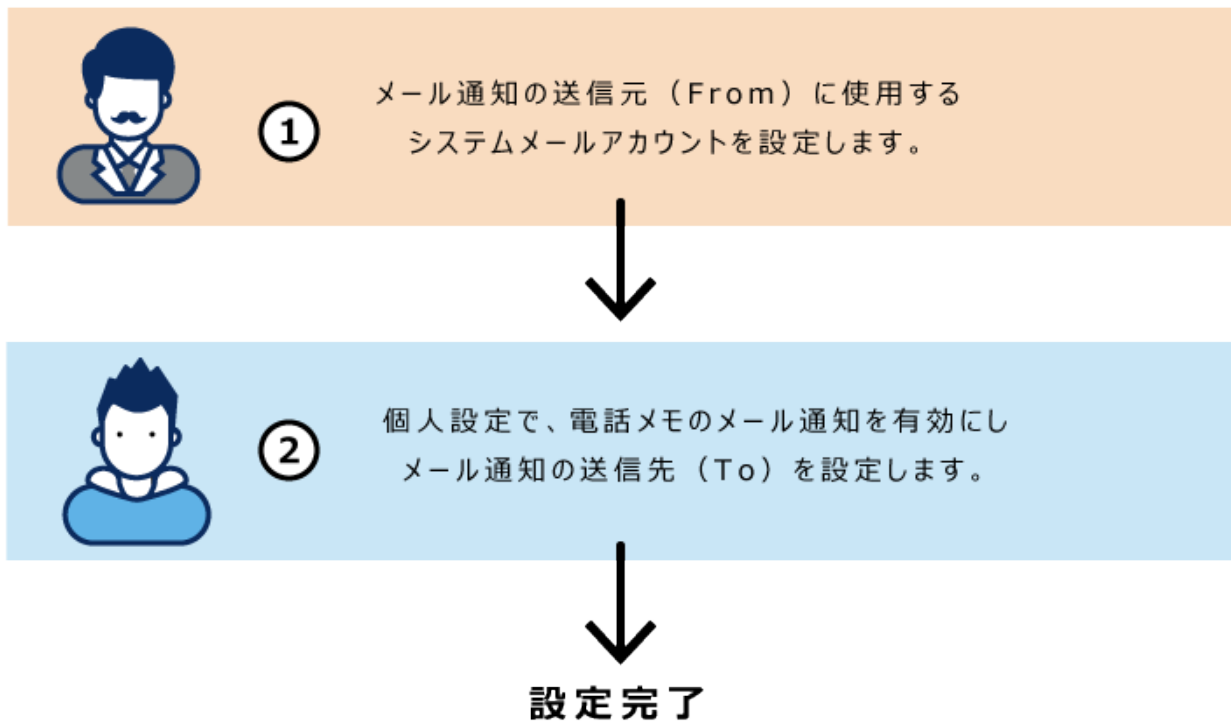 ①
メール通知の送信元（From）に使用する
システムメールアカウントを設定します。
②
個人設定で、電話メモのメール通知を有効にし
メール通知の送信先（To）を設定します。
設定完了